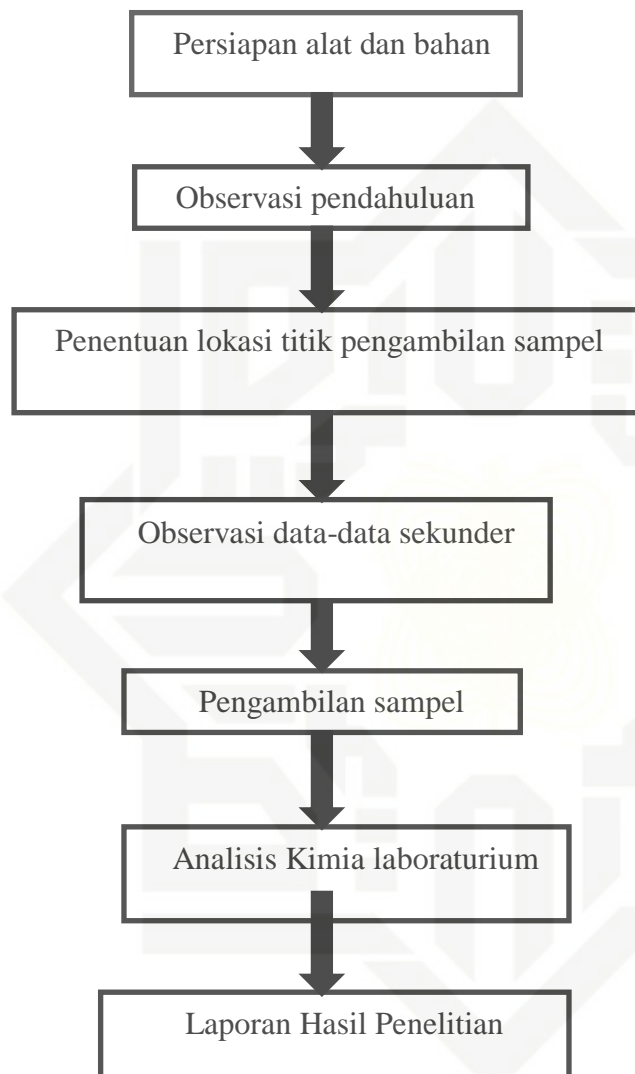 Persiapan alat dan bahan
Observasi pendahuluan
Penentuan lokasi titik pengambilan sampel
Observasi data-data sekunder
Pengambilan sampel
Analisis Kimia laboraturium
Laporan Hasil Penelitian